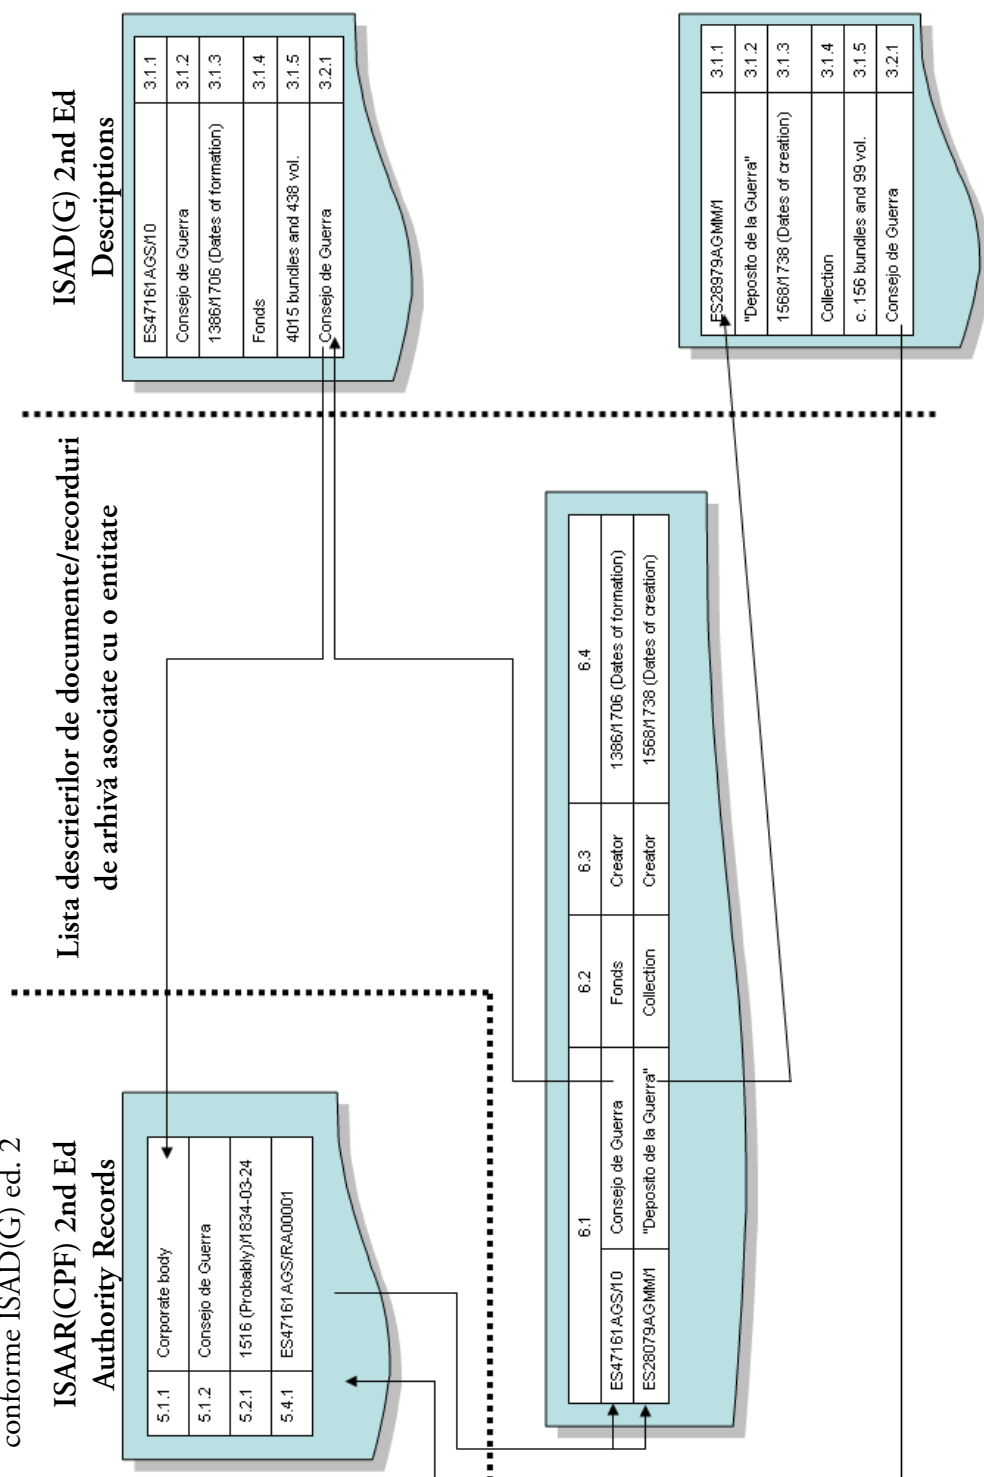 conforme ISAD(G) ed. 2
ISAAR(CPF) 2nd Ed
Authority Records
5.1.1 Corporate body
5.1.2 Consejo de Guerra
5.2.1 1516 (Probably)/1834-03-24
5.4.1 ES47161AGS/RA00001
Lista descrierilor de documente/recorduri
de arhivă asociate cu o entitate
6.1 6.2 6.3 6.4
ES47161AGS/10 Consejo de Guerra Fonds Creator 1386/1706 (Dates of formation)
ES28079AGMM/1 "Deposito de la Guerra" Collection Creator 1568/1738 (Dates of creation)
ISAD(G) 2nd Ed
Descriptions
ES47161AGS/10 3.1.1
Consejo de Guerra 3.1.2
1386/1706 (Dates of formation) 3.1.3
Fonds 3.1.4
4015 bundles and 438 vol. 3.1.5
Consejo de Guerra 3.2.1
ES28979AGMM/1 3.1.1
"Deposito de la Guerra" 3.1.2
1568/1738 (Dates of creation) 3.1.3
Collection 3.1.4
c. 156 bundles and 99 vol. 3.1.5
Consejo de Guerra 3.2.1